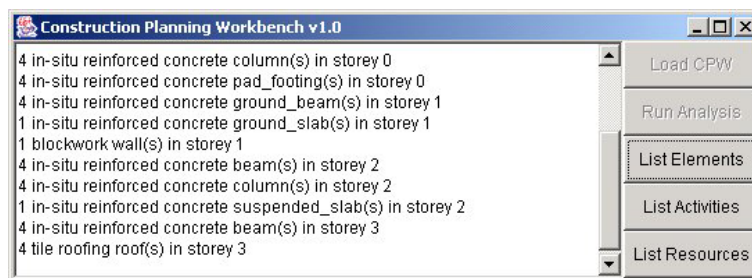 Construction Planning Workbench v1.0
4 in-situ reinforced concrete column(s) in storey 0
4 in-situ reinforced concrete pad_footing(s) in storey 0
4 in-situ reinforced concrete ground_beam(s) in storey 1
1 in-situ reinforced concrete ground_slab(s) in storey 1
1 blockwork wall(s) in storey 1
4 in-situ reinforced concrete beam(s) in storey 2
4 in-situ reinforced concrete column(s) in storey 2
1 in-situ reinforced concrete suspended_slab(s) in storey 2
4 in-situ reinforced concrete beam(s) in storey 3
4 tile roofing roof(s) in storey 3
Load CPW
Run Analysis
List Elements
List Activities
List Resources